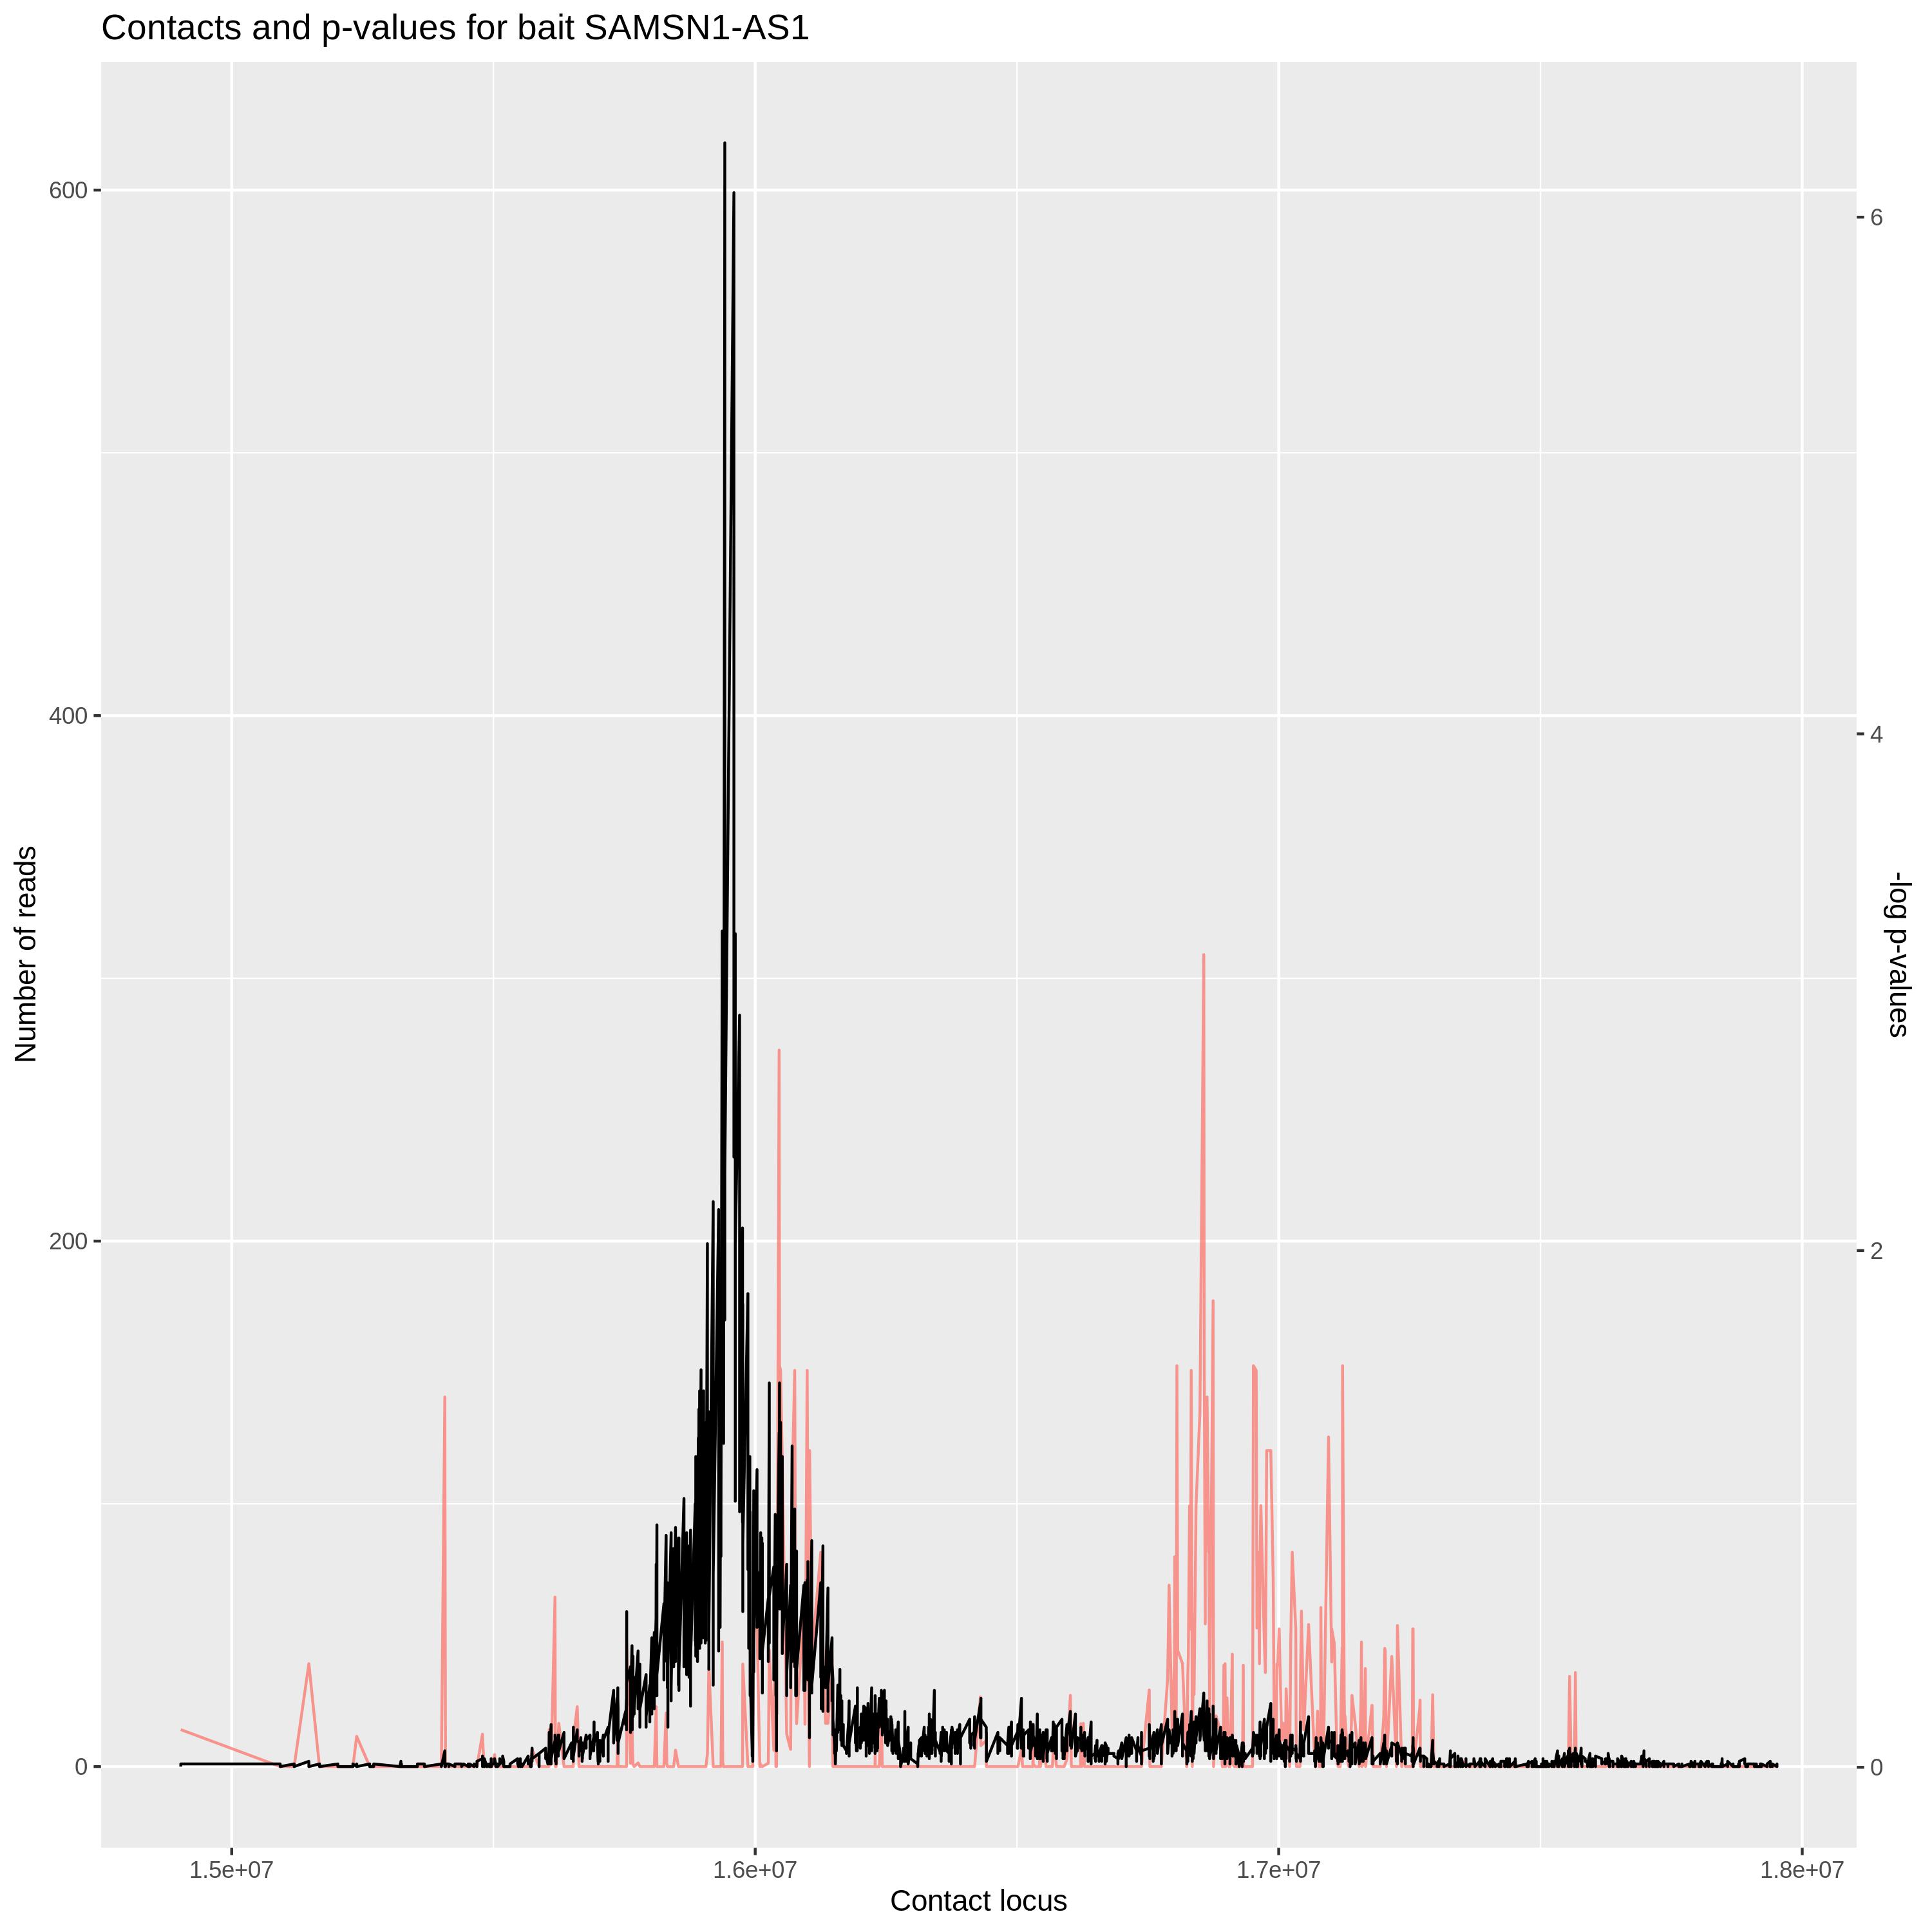 Contacts and p-values for bait SAMSN1-AS1
600
400
200
0
6
4
2
0
Number of reads
-log p-values
1.5e+07
1.6e+07
1.7e+07
1.8e+07
Contact locus